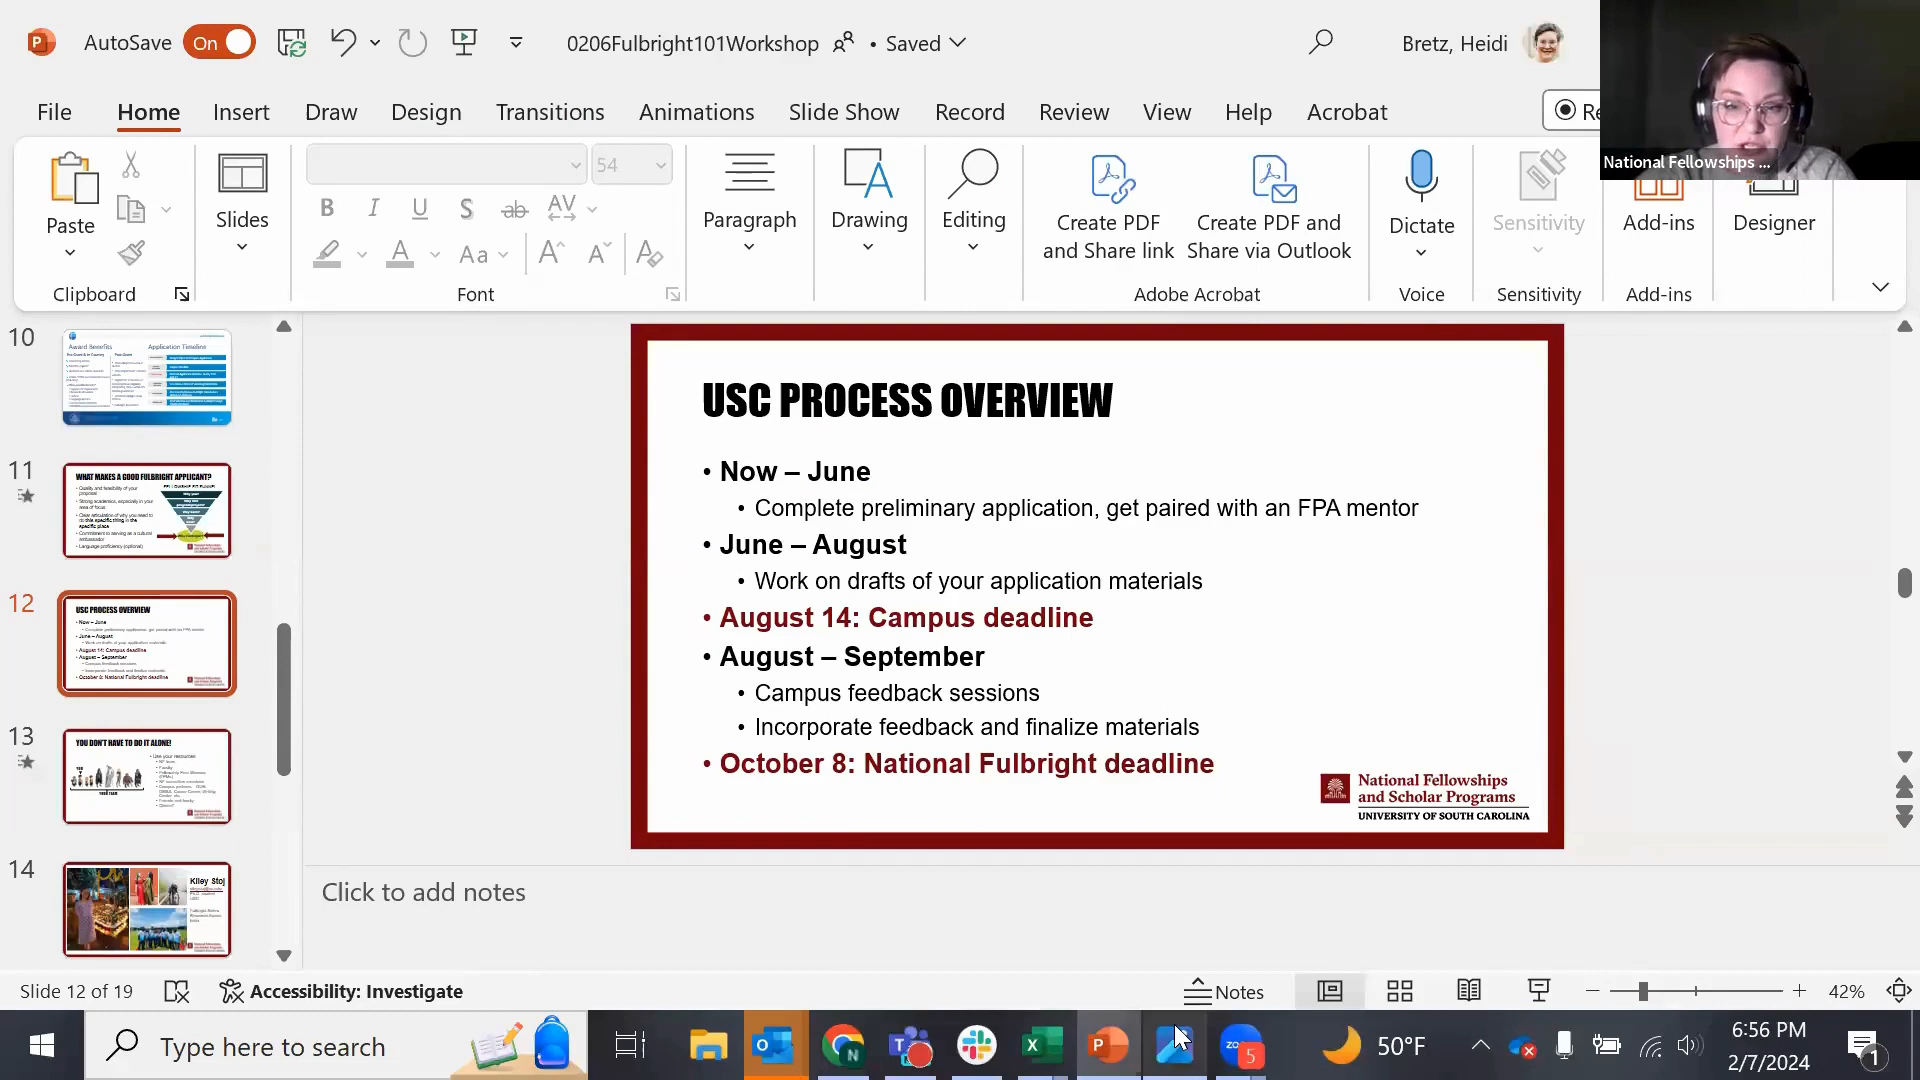 AutoSave On 0206Fulbright101Workshop • Saved Bretz, Heidi
File Home Insert Draw Design Transitions Animations Slide Show Record Review View Help Acrobat
National Fellowships ...
Paste
Clipboard
Slides
54
Font
Paragraph
Drawing
Editing
Create PDF and Share link
Create PDF and Share via Outlook
Adobe Acrobat
Dictate
Voice
Sensitivity
Sensitivity
Add-ins
Add-ins
Designer
10
Award Benefits
Application Timeline
11
WHAT MAKES A GOOD FULBRIGHT APPLICANT?
12
USC PROCESS OVERVIEW
13
YOU DON'T HAVE TO DO IT ALONE!
14
Kiley Stoj
USC PROCESS OVERVIEW
• Now – June
• Complete preliminary application, get paired with an FPA mentor
• June – August
• Work on drafts of your application materials
• August 14: Campus deadline
• August – September
• Campus feedback sessions
• Incorporate feedback and finalize materials
• October 8: National Fulbright deadline
National Fellowships
and Scholar Programs
UNIVERSITY OF SOUTH CAROLINA
Click to add notes
Slide 12 of 19 Accessibility: Investigate Notes 42%
Type here to search
50°F
6:56 PM
2/7/2024